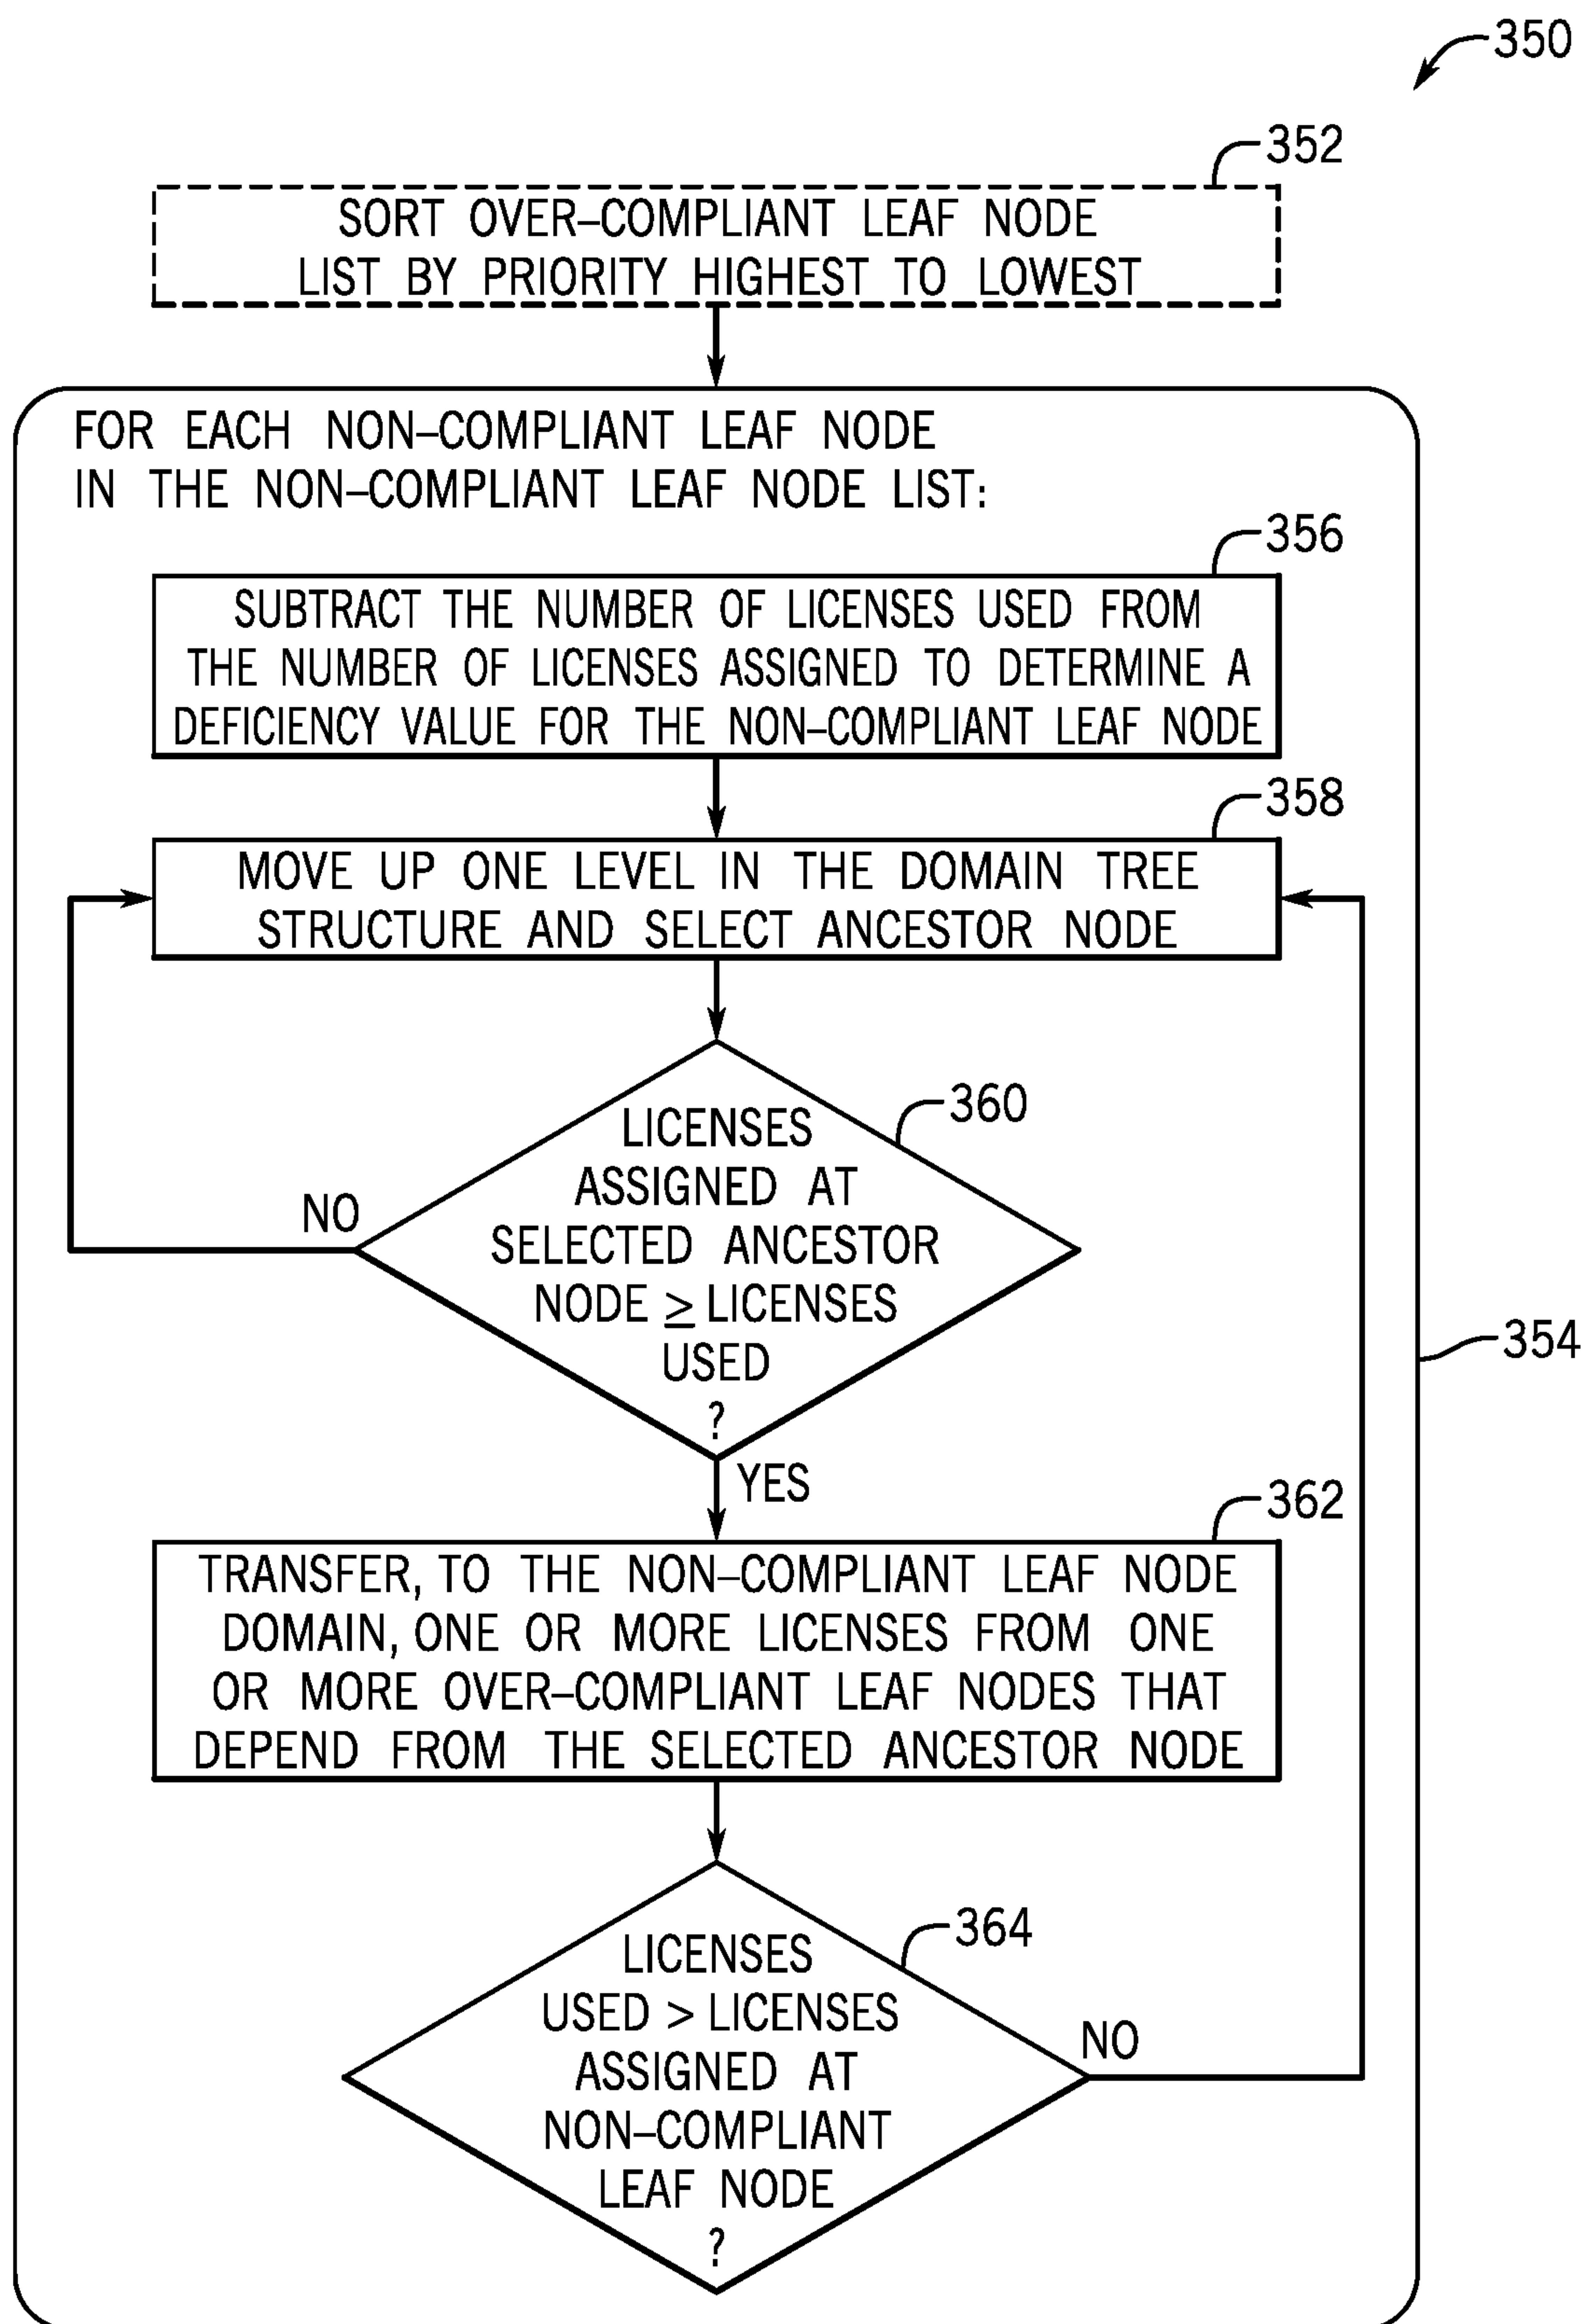 350
352
SORT OVER–COMPLIANT LEAF NODE
LIST BY PRIORITY HIGHEST TO LOWEST
FOR EACH NON–COMPLIANT LEAF NODE
IN THE NON–COMPLIANT LEAF NODE LIST:
356
SUBTRACT THE NUMBER OF LICENSES USED FROM
THE NUMBER OF LICENSES ASSIGNED TO DETERMINE A
DEFICIENCY VALUE FOR THE NON–COMPLIANT LEAF NODE
358
MOVE UP ONE LEVEL IN THE DOMAIN TREE
STRUCTURE AND SELECT ANCESTOR NODE
360
LICENSES
ASSIGNED AT
SELECTED ANCESTOR
NODE ≥ LICENSES
USED
?
NO
YES
354
362
TRANSFER, TO THE NON–COMPLIANT LEAF NODE
DOMAIN, ONE OR MORE LICENSES FROM ONE
OR MORE OVER–COMPLIANT LEAF NODES THAT
DEPEND FROM THE SELECTED ANCESTOR NODE
364
LICENSES
USED > LICENSES
ASSIGNED AT
NON–COMPLIANT
LEAF NODE
?
NO